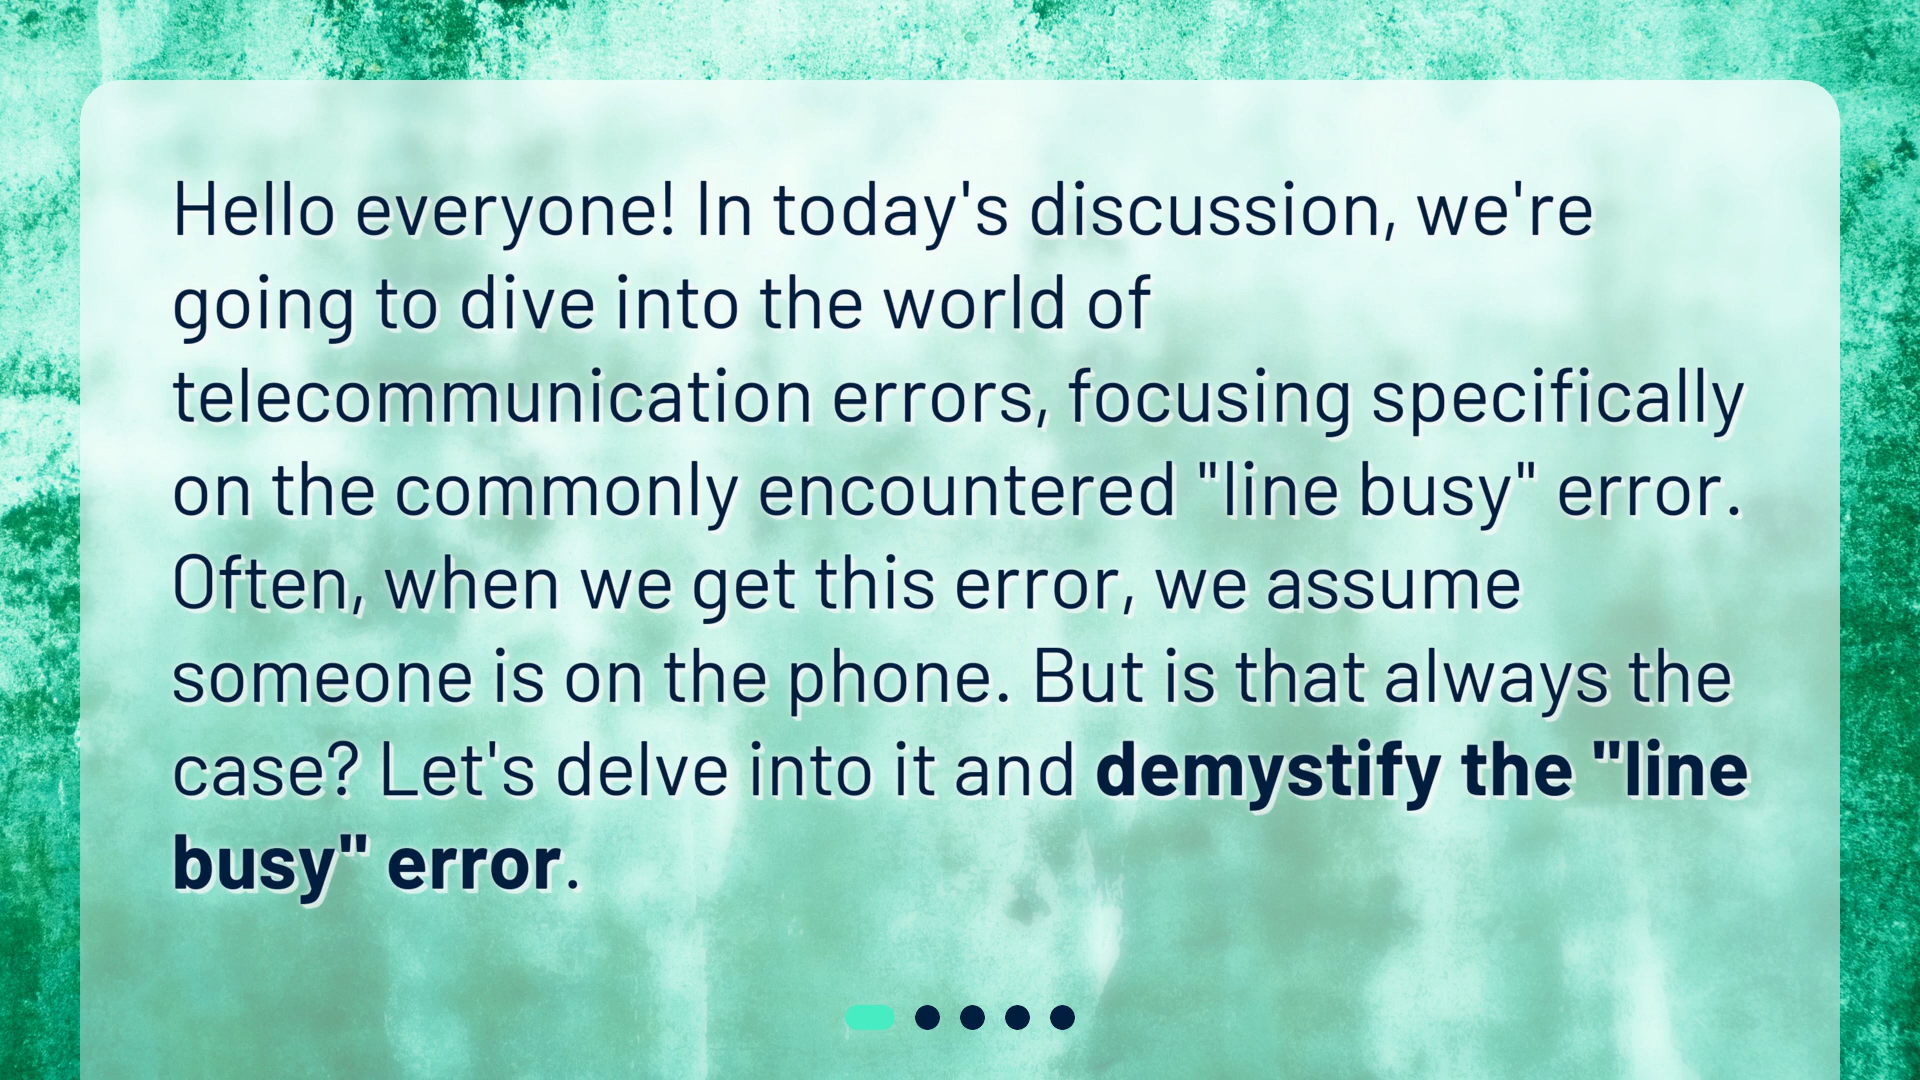 Hello everyone! In today's discussion, we're
going to dive into the world of
telecommunication errors, focusing specifically
on the commonly encountered "line busy" error.
Often, when we get this error, we assume
someone is on the phone. But is that always the
case? Let's delve into it and demystify the "line
busy" error.